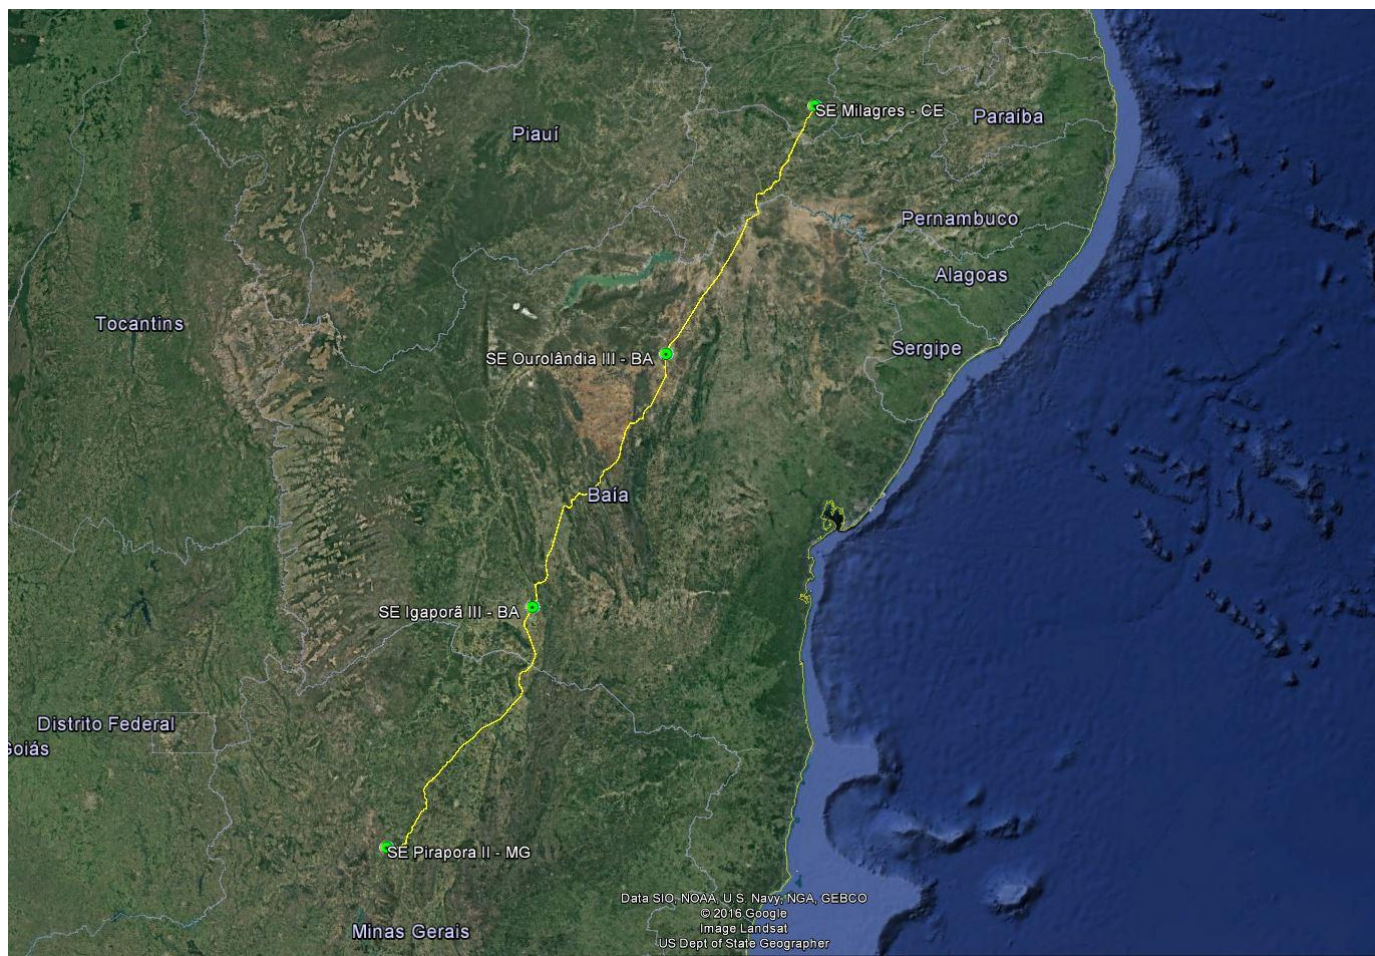 SE Milagres - CE
Paraíba
Piauí
Pernambuco
Alagoas
Tocantins
Sergipe
SE Ourolândia III - BA
Baía
SE Igaporã III - BA
Distrito Federal
Goiás
SE Pirapora II - MG
Minas Gerais
Data SIO, NOAA, U.S. Navy, NGA, GEBCO
© 2016 Google
Image Landsat
US Dept of State Geographer